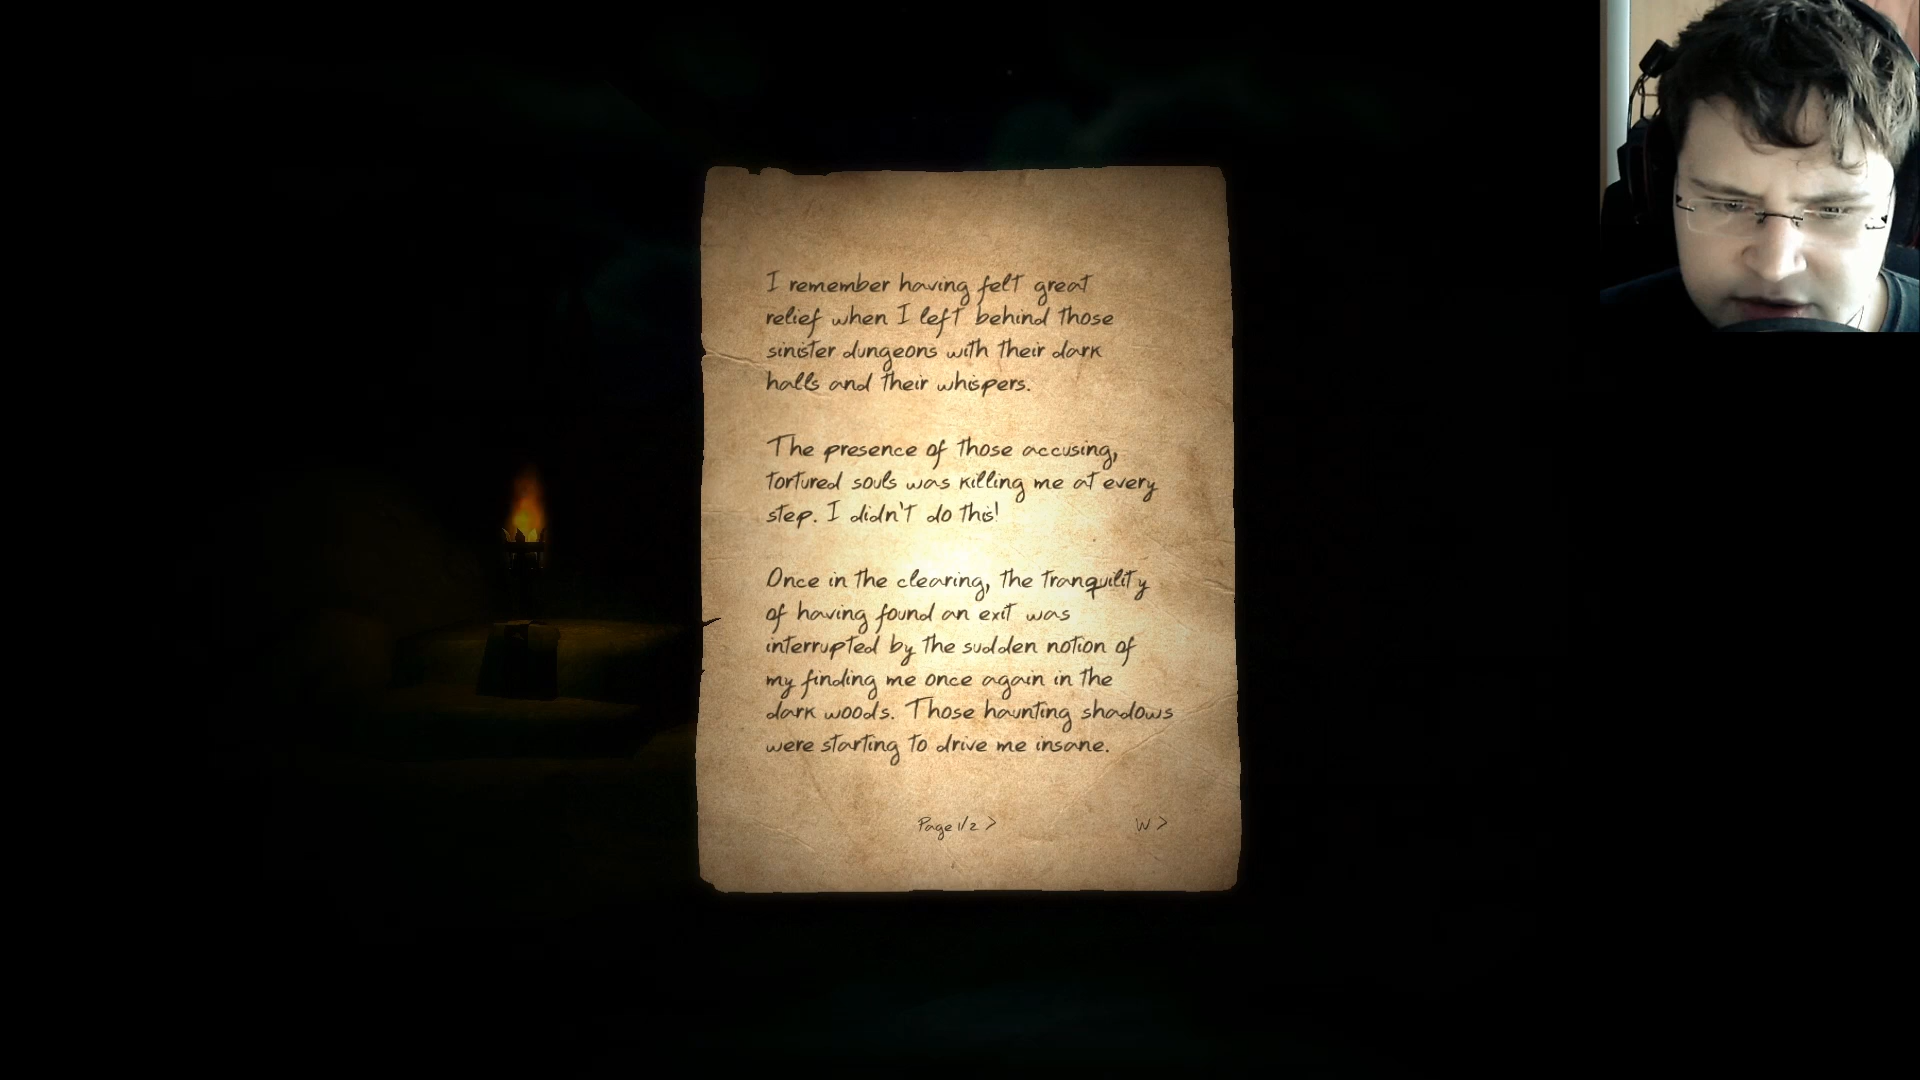 I remember having felt great
relief when I left behind those
sinister dungeons with their dark
halls and their whispers.
The presence of those accusing,
tortured souls was killing me at every
step. I didn't do this!
Once in the clearing, the tranquility
of having found an exit was
interrupted by the sudden notion of
my finding me once again in the
dark woods. Those haunting shadows
were starting to drive me insane.
Page 1/2 > W >